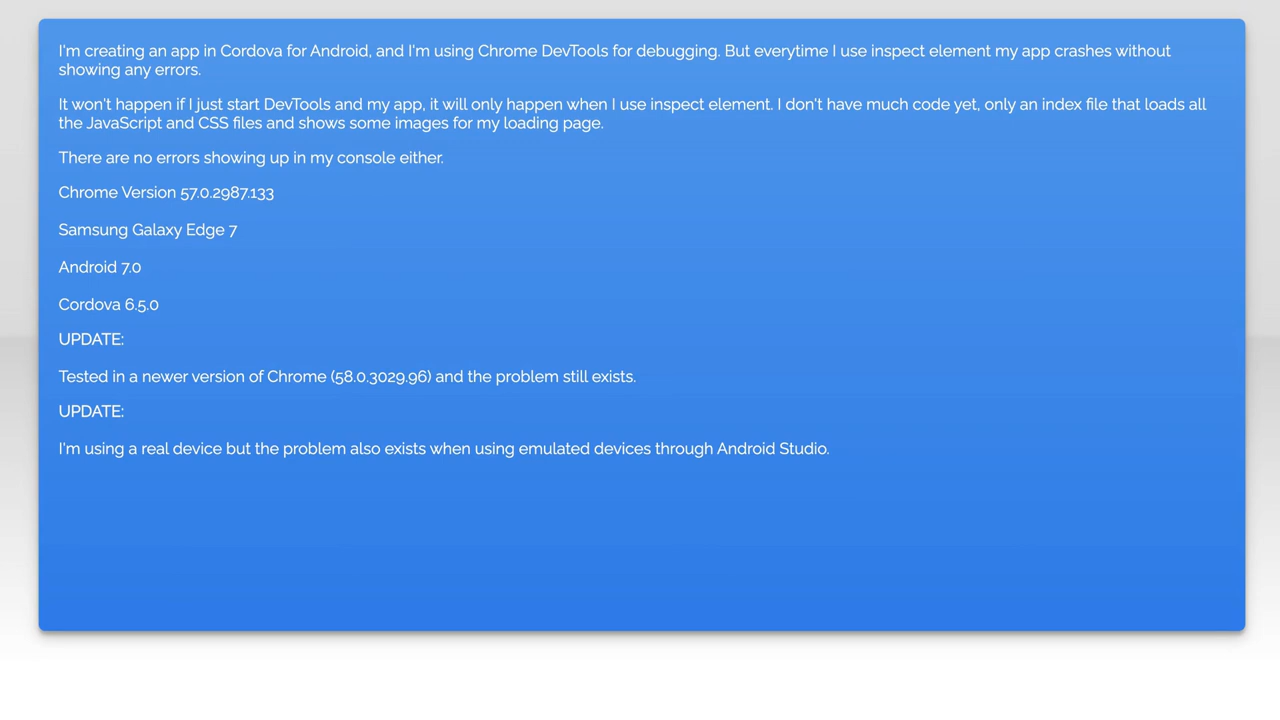 I'm creating an app in Cordova for Android, and I'm using Chrome DevTools for debugging. But everytime I use inspect element my app crashes without
showing any errors.
It won't happen if I just start DevTools and my app, it will only happen when I use inspect element. I don't have much code yet, only an index file that loads all
the JavaScript and CSS files and shows some images for my loading page.
There are no errors showing up in my console either.
Chrome Version 57.0.2987.133
Samsung Galaxy Edge 7
Android 7.0
Cordova 6.5.0
UPDATE:
Tested in a newer version of Chrome (58.0.3029.96) and the problem still exists.
UPDATE:
I'm using a real device but the problem also exists when using emulated devices through Android Studio.